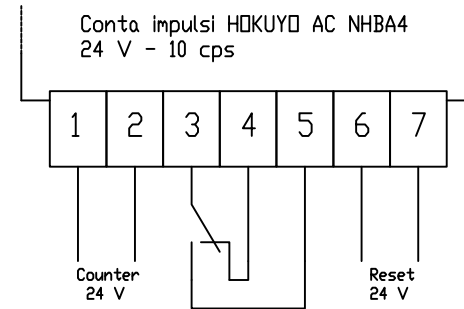 Conta impulsi HOKUYO AC NHBA4
24 V - 10 cps
1 2 3 4 5 6 7
Counter
24 V
Reset
24 V